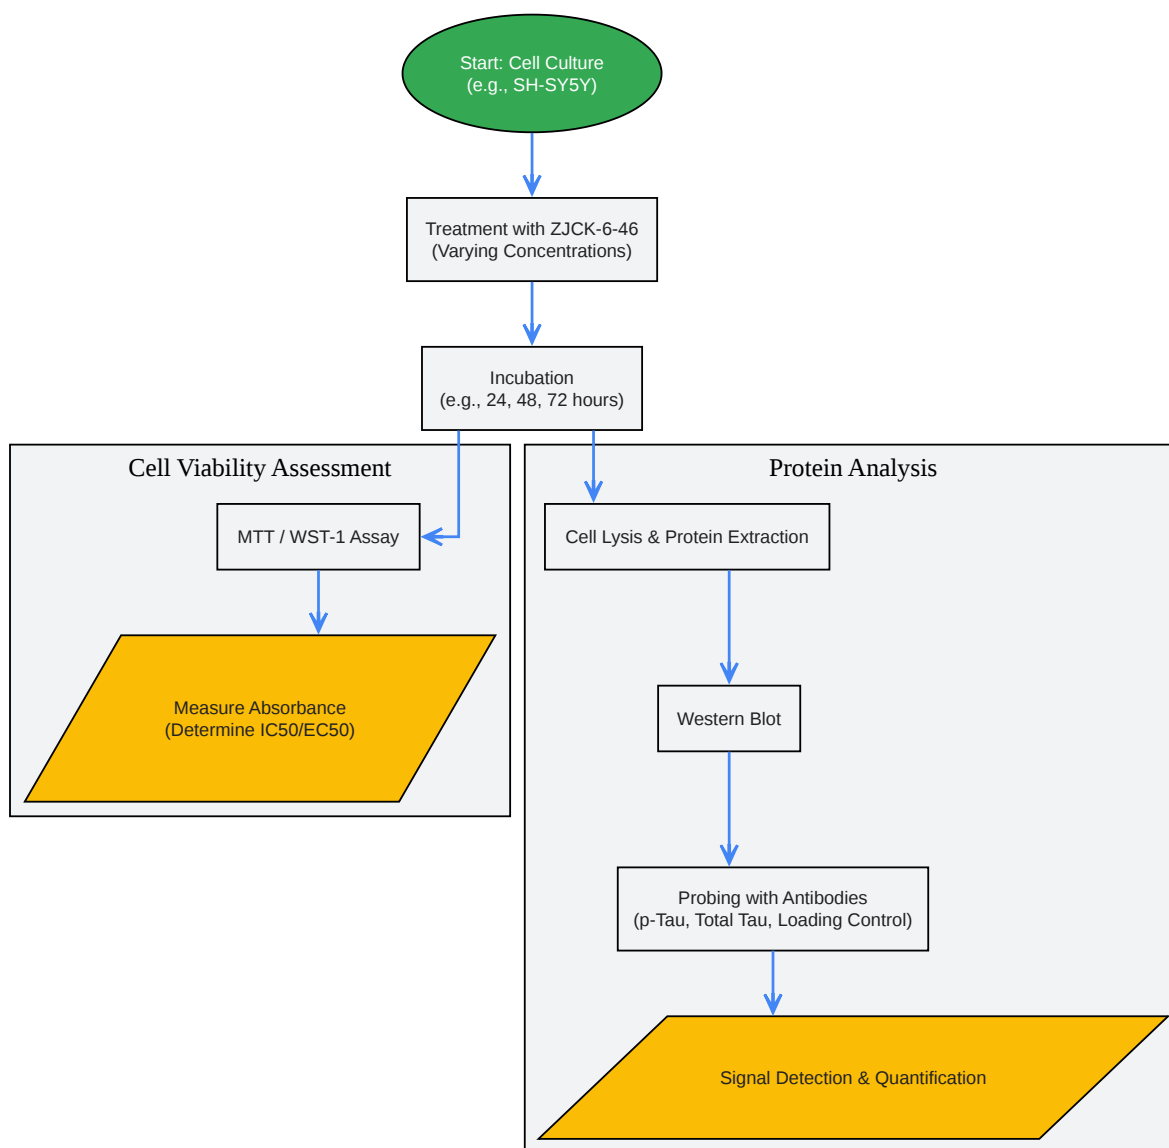 Start: Cell Culture
(e.g., SH-SY5Y)
Treatment with ZJCK-6-46
(Varying Concentrations)
Incubation
(e.g., 24, 48, 72 hours)
Cell Viability Assessment
MTT / WST-1 Assay
Measure Absorbance
(Determine IC50/EC50)
Protein Analysis
Cell Lysis & Protein Extraction
Western Blot
Probing with Antibodies
(p-Tau, Total Tau, Loading Control)
Signal Detection & Quantification